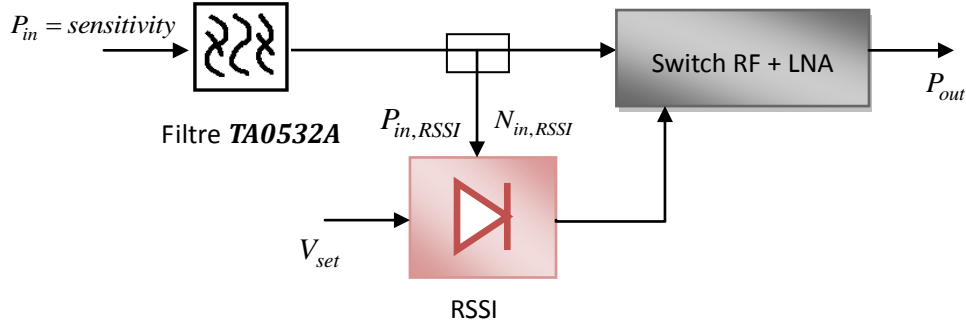 P_in = sensitivity
Switch RF + LNA
P_out
Filtre TA0532A
P_in,RSSI N_in,RSSI
V_set
RSSI